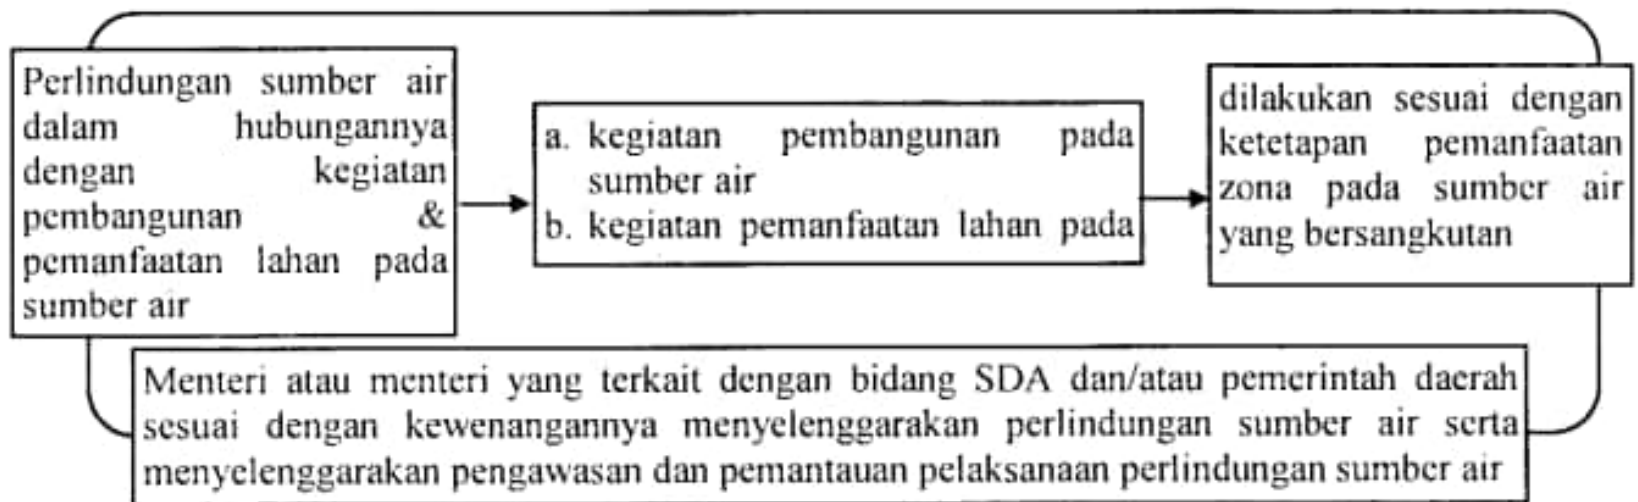 Perlindungan sumber air
dalam hubungannya
dengan kegiatan
pembangunan &
pemanfaatan lahan pada
sumber air
a. kegiatan pembangunan pada
sumber air
b. kegiatan pemanfaatan lahan pada
dilakukan sesuai dengan
ketetapan pemanfaatan
zona pada sumber air
yang bersangkutan
Menteri atau menteri yang terkait dengan bidang SDA dan/atau pemerintah daerah
sesuai dengan kewenangannya menyelenggarakan perlindungan sumber air serta
menyelenggarakan pengawasan dan pemantauan pelaksanaan perlindungan sumber air